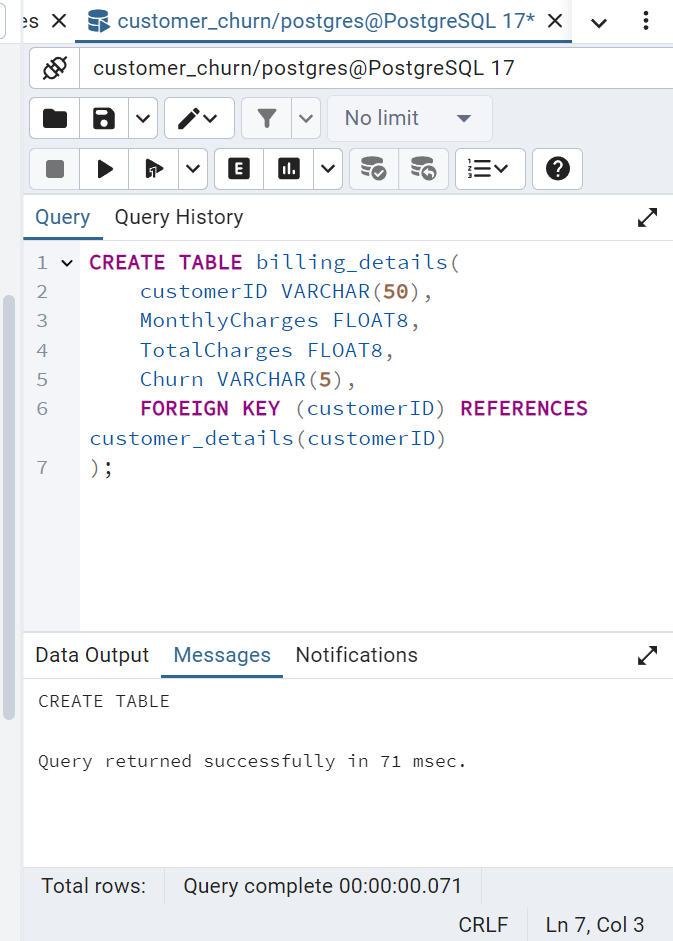 es
customer_churn/postgres@PostgreSQL 17*
customer_churn/postgres@PostgreSQL 17
No limit
E
Query
Query History
1 CREATE TABLE billing_details(
2 customerID VARCHAR(50),
3 MonthlyCharges FLOAT8,
4 TotalCharges FLOAT8,
5 Churn VARCHAR(5),
6 FOREIGN KEY (customerID) REFERENCES
customer_details(customerID)
7 );
Data Output
Messages
Notifications
CREATE TABLE
Query returned successfully in 71 msec.
Total rows:
Query complete 00:00:00.071
CRLF
Ln 7, Col 3